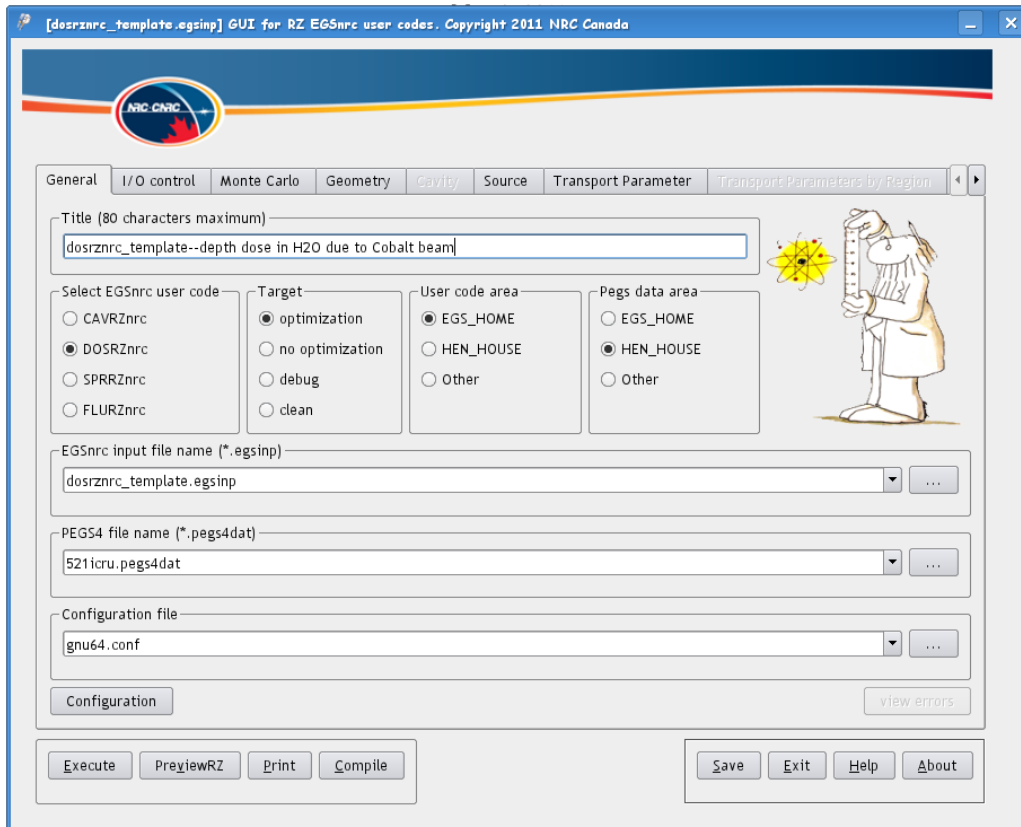 [dosrznrc_template.egsinp] GUI for RZ EGSnrc user codes. Copyright 2011 NRC Canada
NRC·CNRC
General I/O control Monte Carlo Geometry Cavity Source Transport Parameter Transport Parameters by Region
Title (80 characters maximum)
dosrznrc_template--depth dose in H2O due to Cobalt beam
Select EGSnrc user code Target User code area Pegs data area
CAVRZnrc optimization EGS_HOME EGS_HOME
DOSRZnrc no optimization HEN_HOUSE HEN_HOUSE
SPRRZnrc debug Other Other
FLURZnrc clean
EGSnrc input file name (*.egsinp)
dosrznrc_template.egsinp ...
PEGS4 file name (*.pegs4dat)
521icru.pegs4dat ...
Configuration file
gnu64.conf ...
Configuration view errors
Execute PreviewRZ Print Compile Save Exit Help About